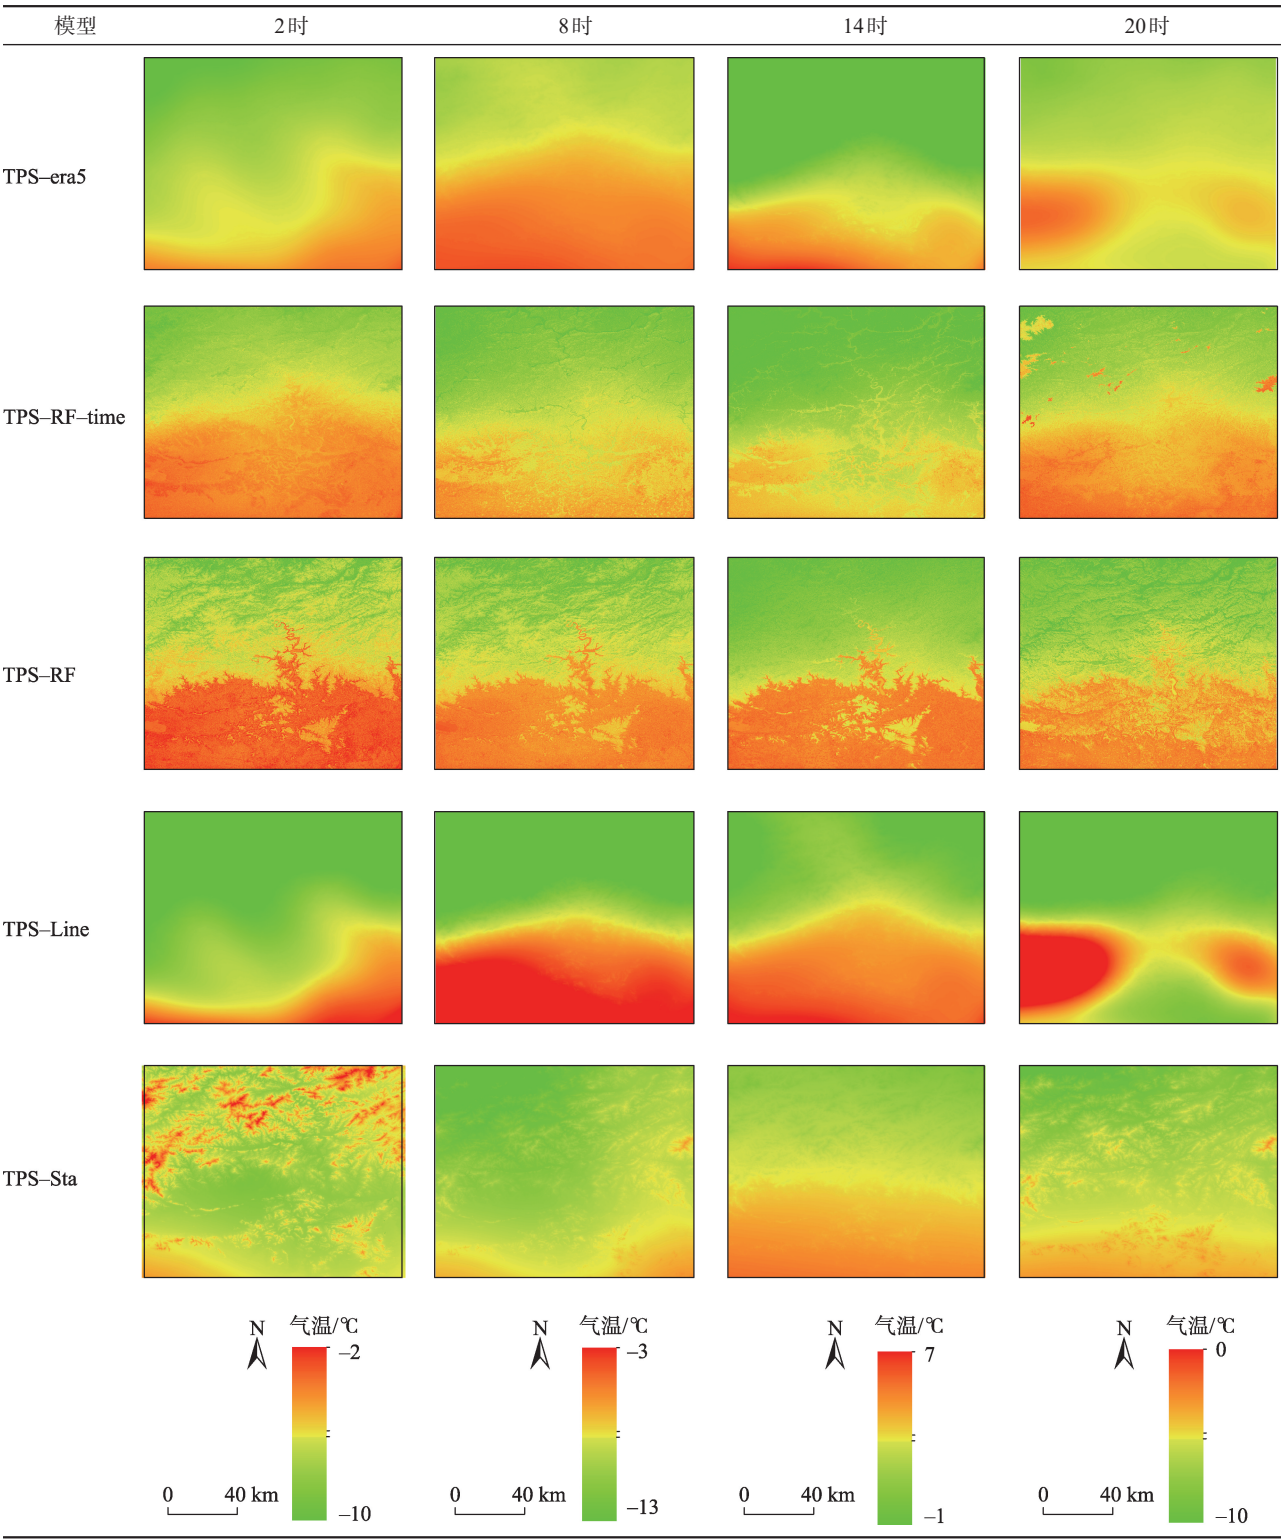 模型 2时 8时 14时 20时
TPS–era5
TPS–RF–time
TPS–RF
TPS–Line
TPS–Sta
N 气温/℃ N 气温/℃ N 气温/℃ N 气温/℃
–2 –3 7 0
0 40 km 0 40 km 0 40 km 0 40 km
–10 –13 –1 –10